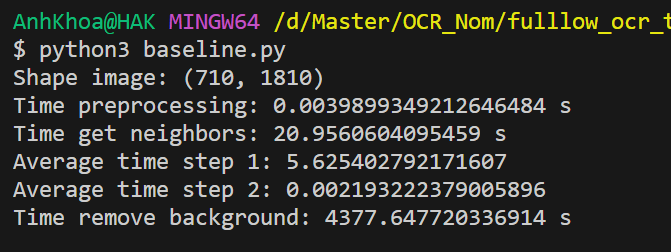 AnhKhoa@HAK MINGW64 /d/Master/OCR_Nom/fulllow_ocr_t
$ python3 baseline.py
Shape image: (710, 1810)
Time preprocessing: 0.0039899349212646484 s
Time get neighbors: 20.9560604095459 s
Average time step 1: 5.625402792171607
Average time step 2: 0.002193222379005896
Time remove background: 4377.647720336914 s